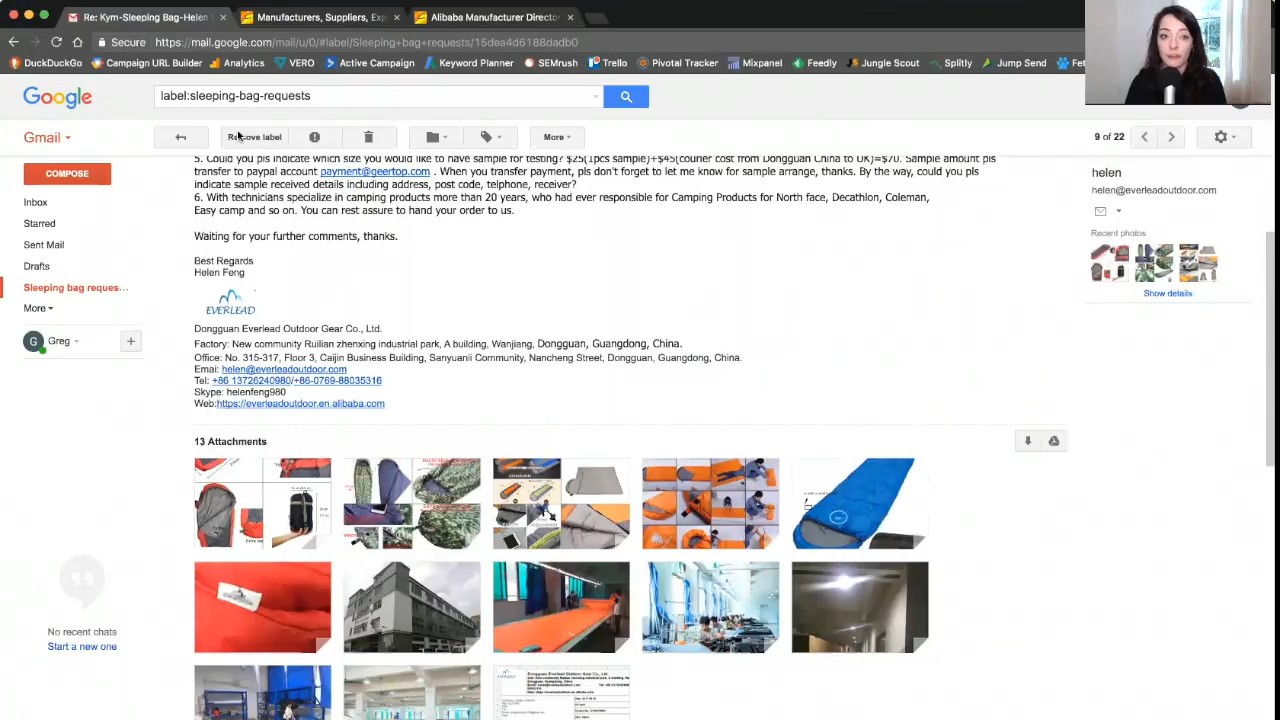 Re: Kym-Sleeping Bag-Helen
Manufacturers, Suppliers, Exp
Alibaba Manufacturer Director
Secure https://mail.google.com/mail/u/0/#label/Sleeping+bag+requests/15dea4d6188dadb0
DuckDuckGo Campaign URL Builder Analytics VERO Active Campaign Keyword Planner SEMrush Trello Pivotal Tracker Mixpanel Feedly Jungle Scout Splitly Jump Send Fet
Google
label:sleeping-bag-requests
Gmail
Remove label
More
9 of 22
COMPOSE
Inbox
Starred
Sent Mail
Drafts
Sleeping bag reques...
More
G Greg
5. Could you pls indicate which size you would like to have sample for testing? $25(1pcs sample)+$45(courier cost from Dongguan China to UK)=$70. Sample amount pls
transfer to paypal account payment@geertop.com . When you transfer payment, pls don't forget to let me know for sample arrange, thanks. By the way, could you pls
indicate sample received details including address, post code, telphone, receiver?
6. With technicians specialize in camping products more than 20 years, who had ever responsible for Camping Products for North face, Decathlon, Coleman,
Easy camp and so on. You can rest assure to hand your order to us.
Waiting for your further comments, thanks.
Best Regards
Helen Feng
EVERLEAD
Dongguan Everlead Outdoor Gear Co., Ltd.
Factory: New community Ruilian zhenxing industrial park, A building, Wanjiang, Dongguan, Guangdong, China.
Office: No. 315-317, Floor 3, Caijin Business Building, Sanyuanli Community, Nancheng Street, Dongguan, Guangdong, China.
Emai: helen@everleadoutdoor.com
Tel: +86 13726240980/+86-0769-88035316
Skype: helenfeng980
Web:https://everleadoutdoor.en.alibaba.com
13 Attachments
Dongguan Everlead Outdoor Gear Co., Ltd.
helen
helen@everleadoutdoor.com
Recent photos
Show details
No recent chats
Start a new one